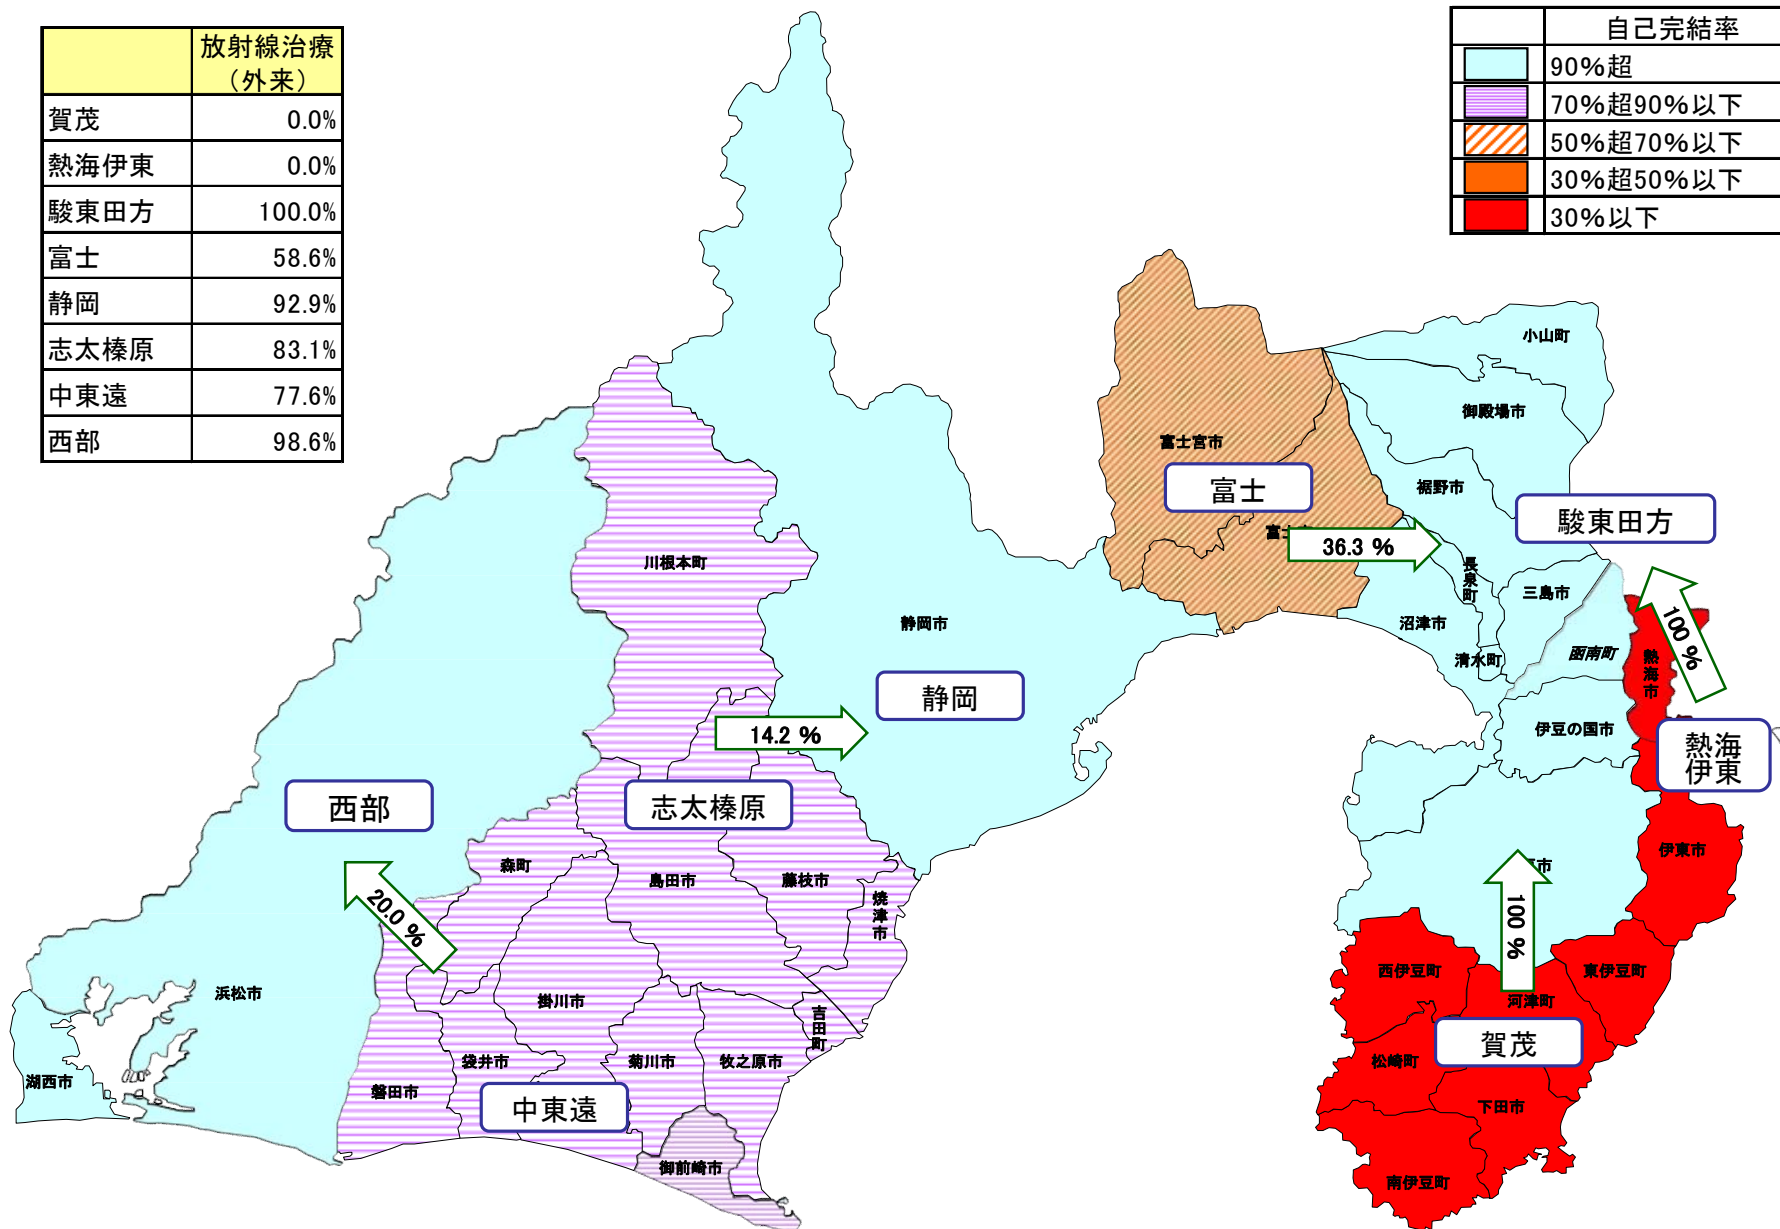 放射線治療
（外来）
賀茂 0.0%
熱海伊東 0.0%
駿東田方 100.0%
富士 58.6%
静岡 92.9%
志太榛原 83.1%
中東遠 77.6%
西部 98.6%
自己完結率
90%超
70%超90%以下
50%超70%以下
30%超50%以下
30%以下
小山町
御殿場市
富士宮市
裾野市
富士
駿東田方
富士
36.3 %
川根本町
長泉町
三島市
静岡市
沼津市
100 %
函南町
清水町
熱海市
静岡
伊豆の国市
14.2 %
熱海
伊東
西部
志太榛原
伊東市
森町
島田市
藤枝市
市
焼津市
20.0 %
100 %
西伊豆町
東伊豆町
浜松市
掛川市
河津町
吉田町
賀茂
袋井市
菊川市
牧之原市
松崎町
湖西市
磐田市
中東遠
下田市
御前崎市
南伊豆町